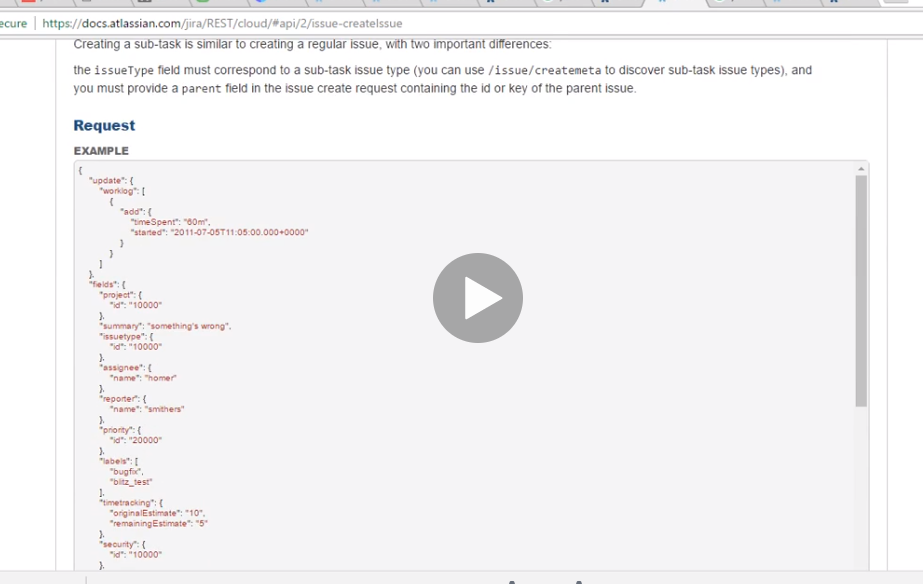 ecure | https://docs.atlassian.com/jira/REST/cloud/#api/2/issue-createIssue
Creating a sub-task is similar to creating a regular issue, with two important differences:
the issueType field must correspond to a sub-task issue type (you can use /issue/createmeta to discover sub-task issue types), and
you must provide a parent field in the issue create request containing the id or key of the parent issue.
Request
EXAMPLE
{
"update": {
"worklog": [
{
"add": {
"timeSpent": "60m",
"started": "2011-07-05T11:05:00.000+0000"
}
}
]
},
"fields": {
"project": {
"id": "10000"
},
"summary": "something's wrong",
"issuetype": {
"id": "10000"
},
"assignee": {
"name": "homer"
},
"reporter": {
"name": "smithers"
},
"priority": {
"id": "20000"
},
"labels": [
"bugfix",
"blitz_test"
],
"timetracking": {
"originalEstimate": "10",
"remainingEstimate": "5"
},
"security": {
"id": "10000"
},